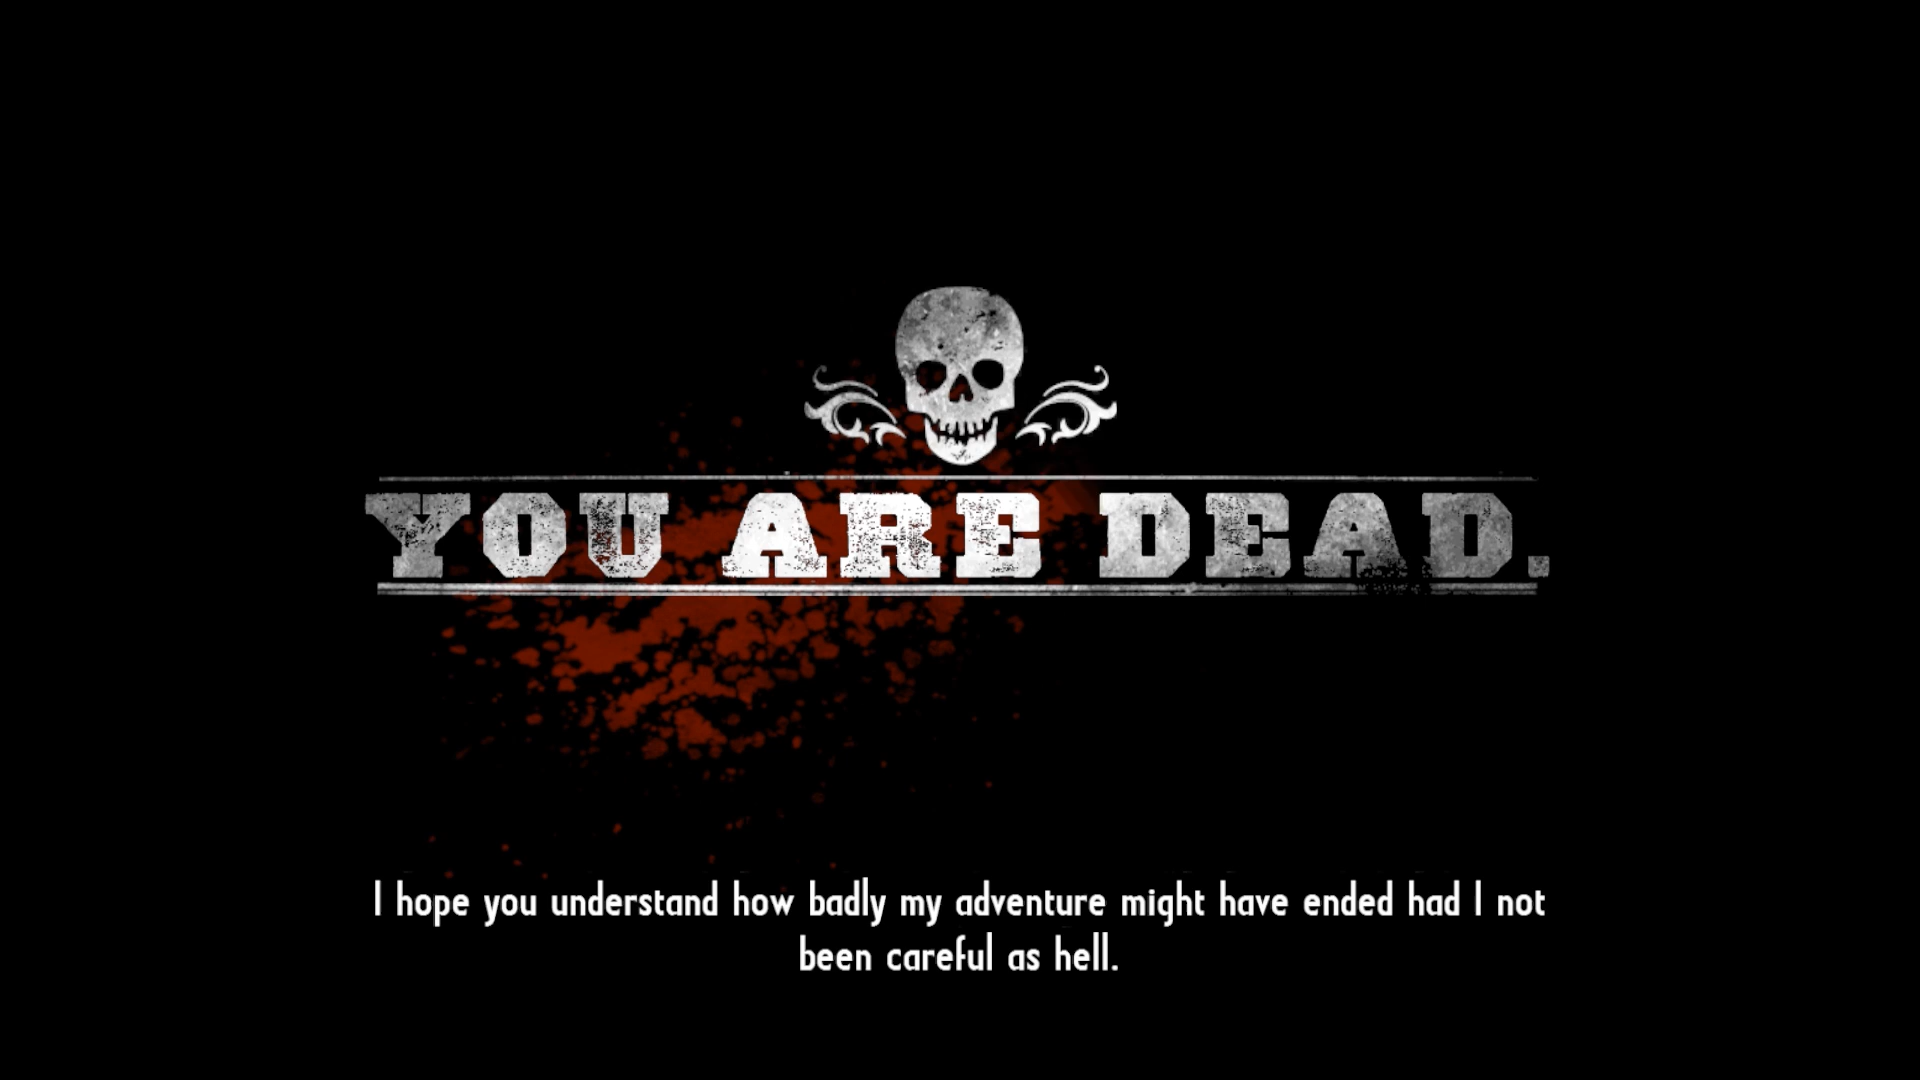 YOU ARE DEAD.
I hope you understand how badly my adventure might have ended had I not
been careful as hell.